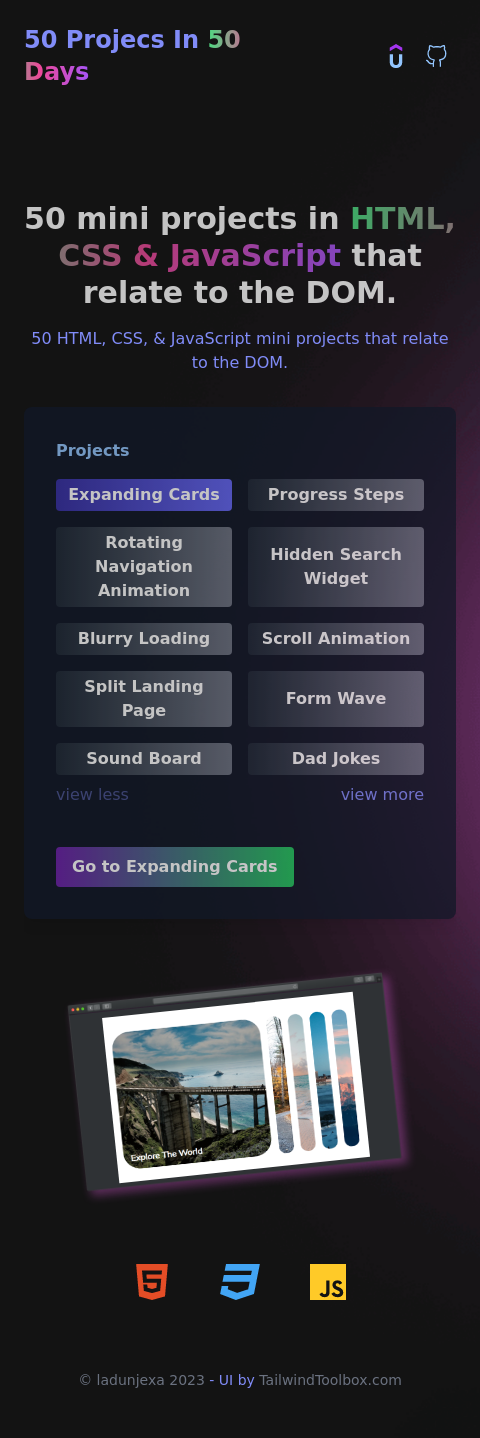 50 Projecs In 50
Days
50 mini projects in HTML,
CSS & JavaScript that
relate to the DOM.
50 HTML, CSS, & JavaScript mini projects that relate
to the DOM.
Projects
Expanding Cards
Progress Steps
Rotating
Navigation
Animation
Hidden Search
Widget
Blurry Loading
Scroll Animation
Split Landing
Page
Form Wave
Sound Board
Dad Jokes
view less
view more
Go to Expanding Cards
Explore The World
JS
© ladunjexa 2023 - UI by TailwindToolbox.com